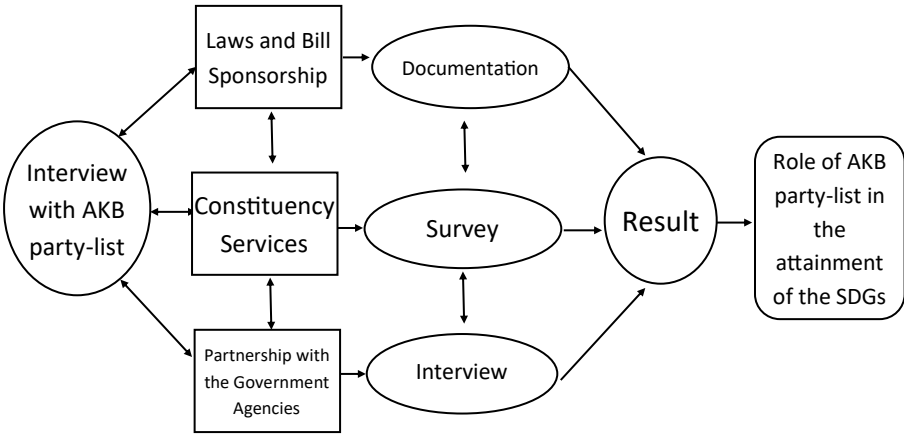 Interview
with AKB
party-list
Laws and Bill
Sponsorship
Constituency
Services
Partnership with
the Government
Agencies
Documentation
Survey
Interview
Result
Role of AKB
party-list in
the
attainment
of the SDGs